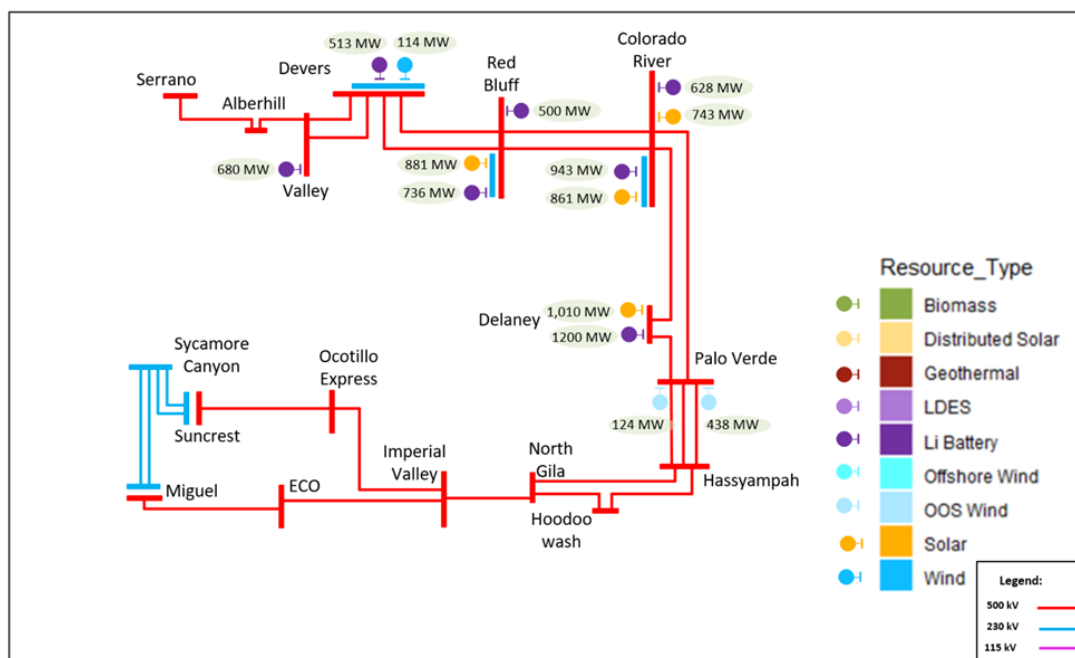 513 MW
114 MW
Colorado
River
Serrano
Devers
Red
Bluff
Alberhill
628 MW
500 MW
743 MW
680 MW
Valley
881 MW
736 MW
943 MW
861 MW
Resource_Type
Biomass
Distributed Solar
Geothermal
LDES
Li Battery
Offshore Wind
OOS Wind
Solar
Wind
Delaney
1,010 MW
1200 MW
Palo Verde
124 MW
438 MW
Sycamore
Canyon
Ocotillo
Express
Suncrest
Imperial
Valley
North
Gila
Hassyampah
Miguel
ECO
Hoodoo
wash
Legend:
500 kV
230 kV
115 kV